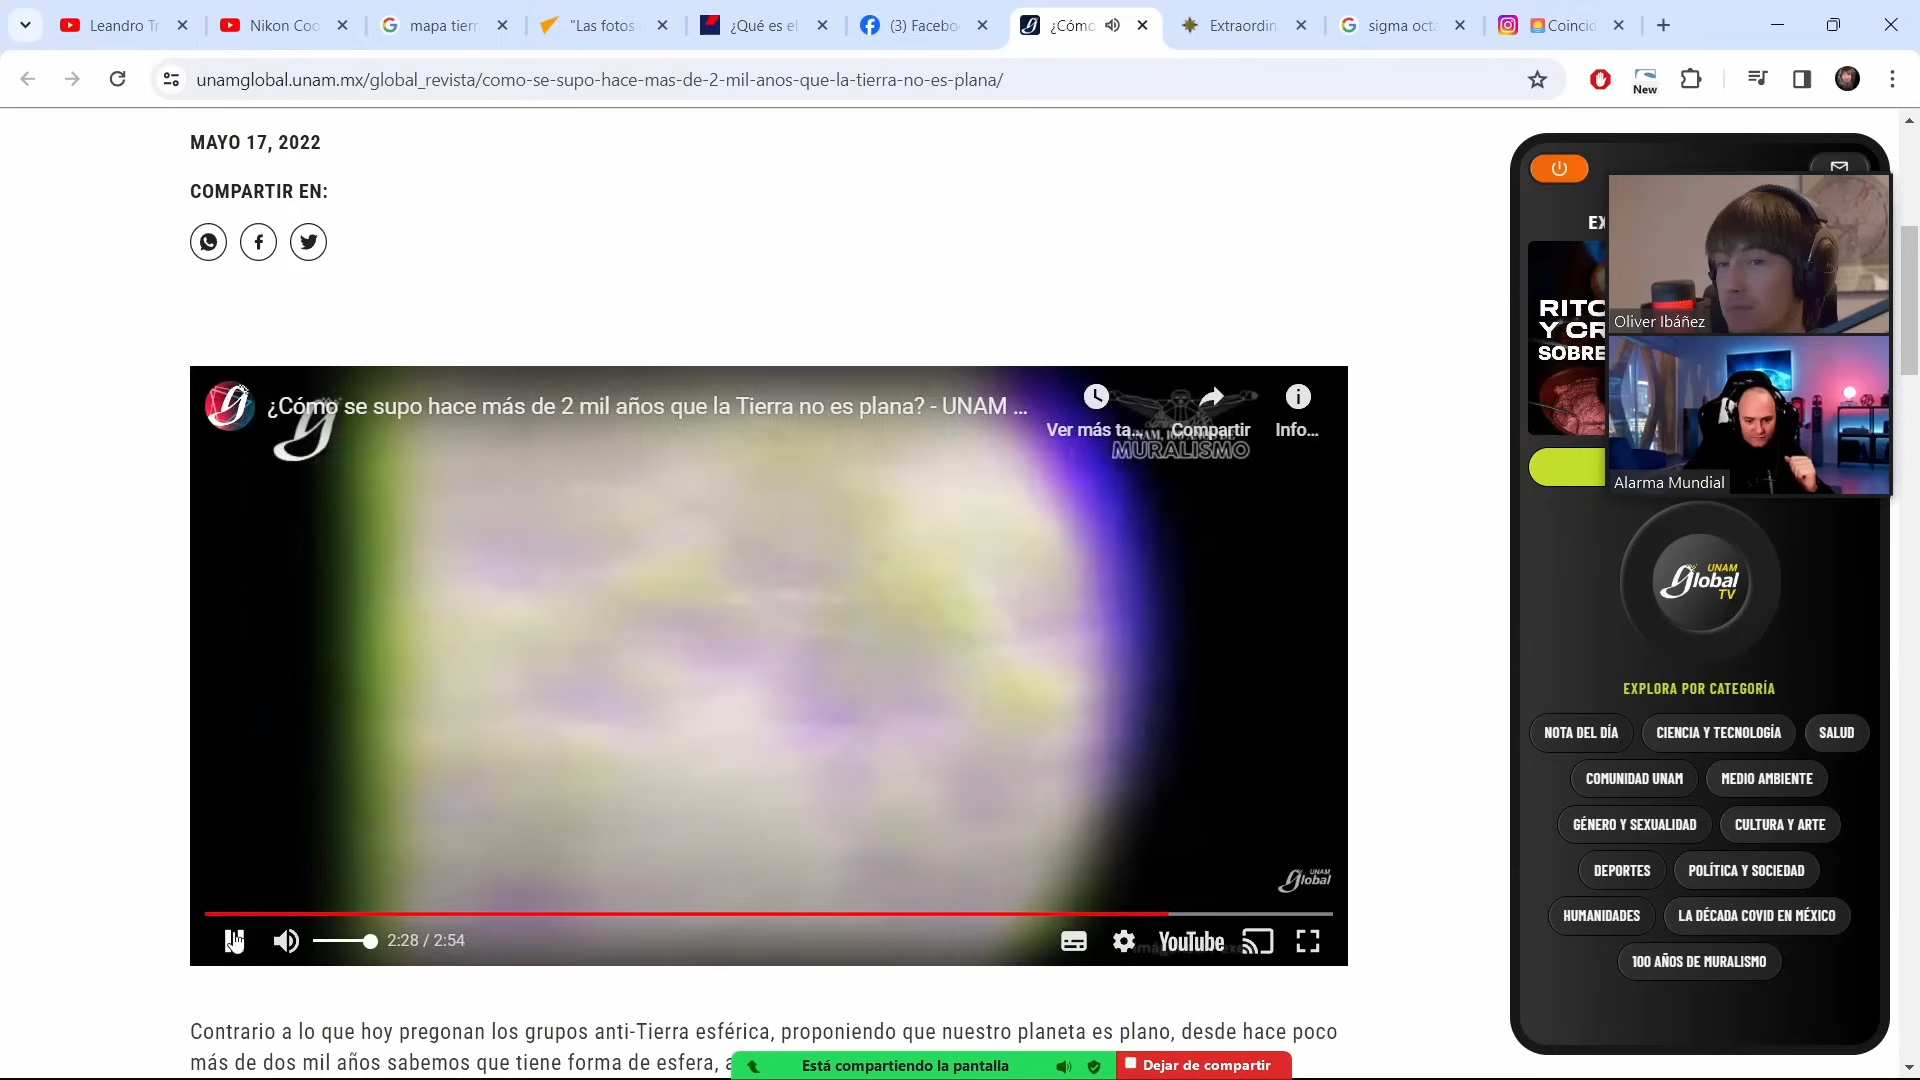 Leandro Tr
Nikon Coo
mapa tierr
"Las fotos
¿Qué es el
(3) Facebo
¿Cómo
Extraordin
sigma octa
Coincid
unamglobal.unam.mx/global_revista/como-se-supo-hace-mas-de-2-mil-anos-que-la-tierra-no-es-plana/
New
MAYO 17, 2022
COMPARTIR EN:
¿Cómo se supo hace más de 2 mil años que la Tierra no es plana? - UNAM ...
Ver más ta...
Compartir
Info...
MURALISMO
UNAM
Global
2:28 / 2:54
YouTube
Contrario a lo que hoy pregonan los grupos anti-Tierra esférica, proponiendo que nuestro planeta es plano, desde hace poco
más de dos mil años sabemos que tiene forma de esfera, a
Está compartiendo la pantalla
Dejar de compartir
EX
RITO
Y CR
SOBRE
Oliver Ibáñez
Alarma Mundial
UNAM
Global
TV
EXPLORA POR CATEGORÍA
NOTA DEL DÍA
CIENCIA Y TECNOLOGÍA
SALUD
COMUNIDAD UNAM
MEDIO AMBIENTE
GÉNERO Y SEXUALIDAD
CULTURA Y ARTE
DEPORTES
POLÍTICA Y SOCIEDAD
HUMANIDADES
LA DÉCADA COVID EN MÉXICO
100 AÑOS DE MURALISMO